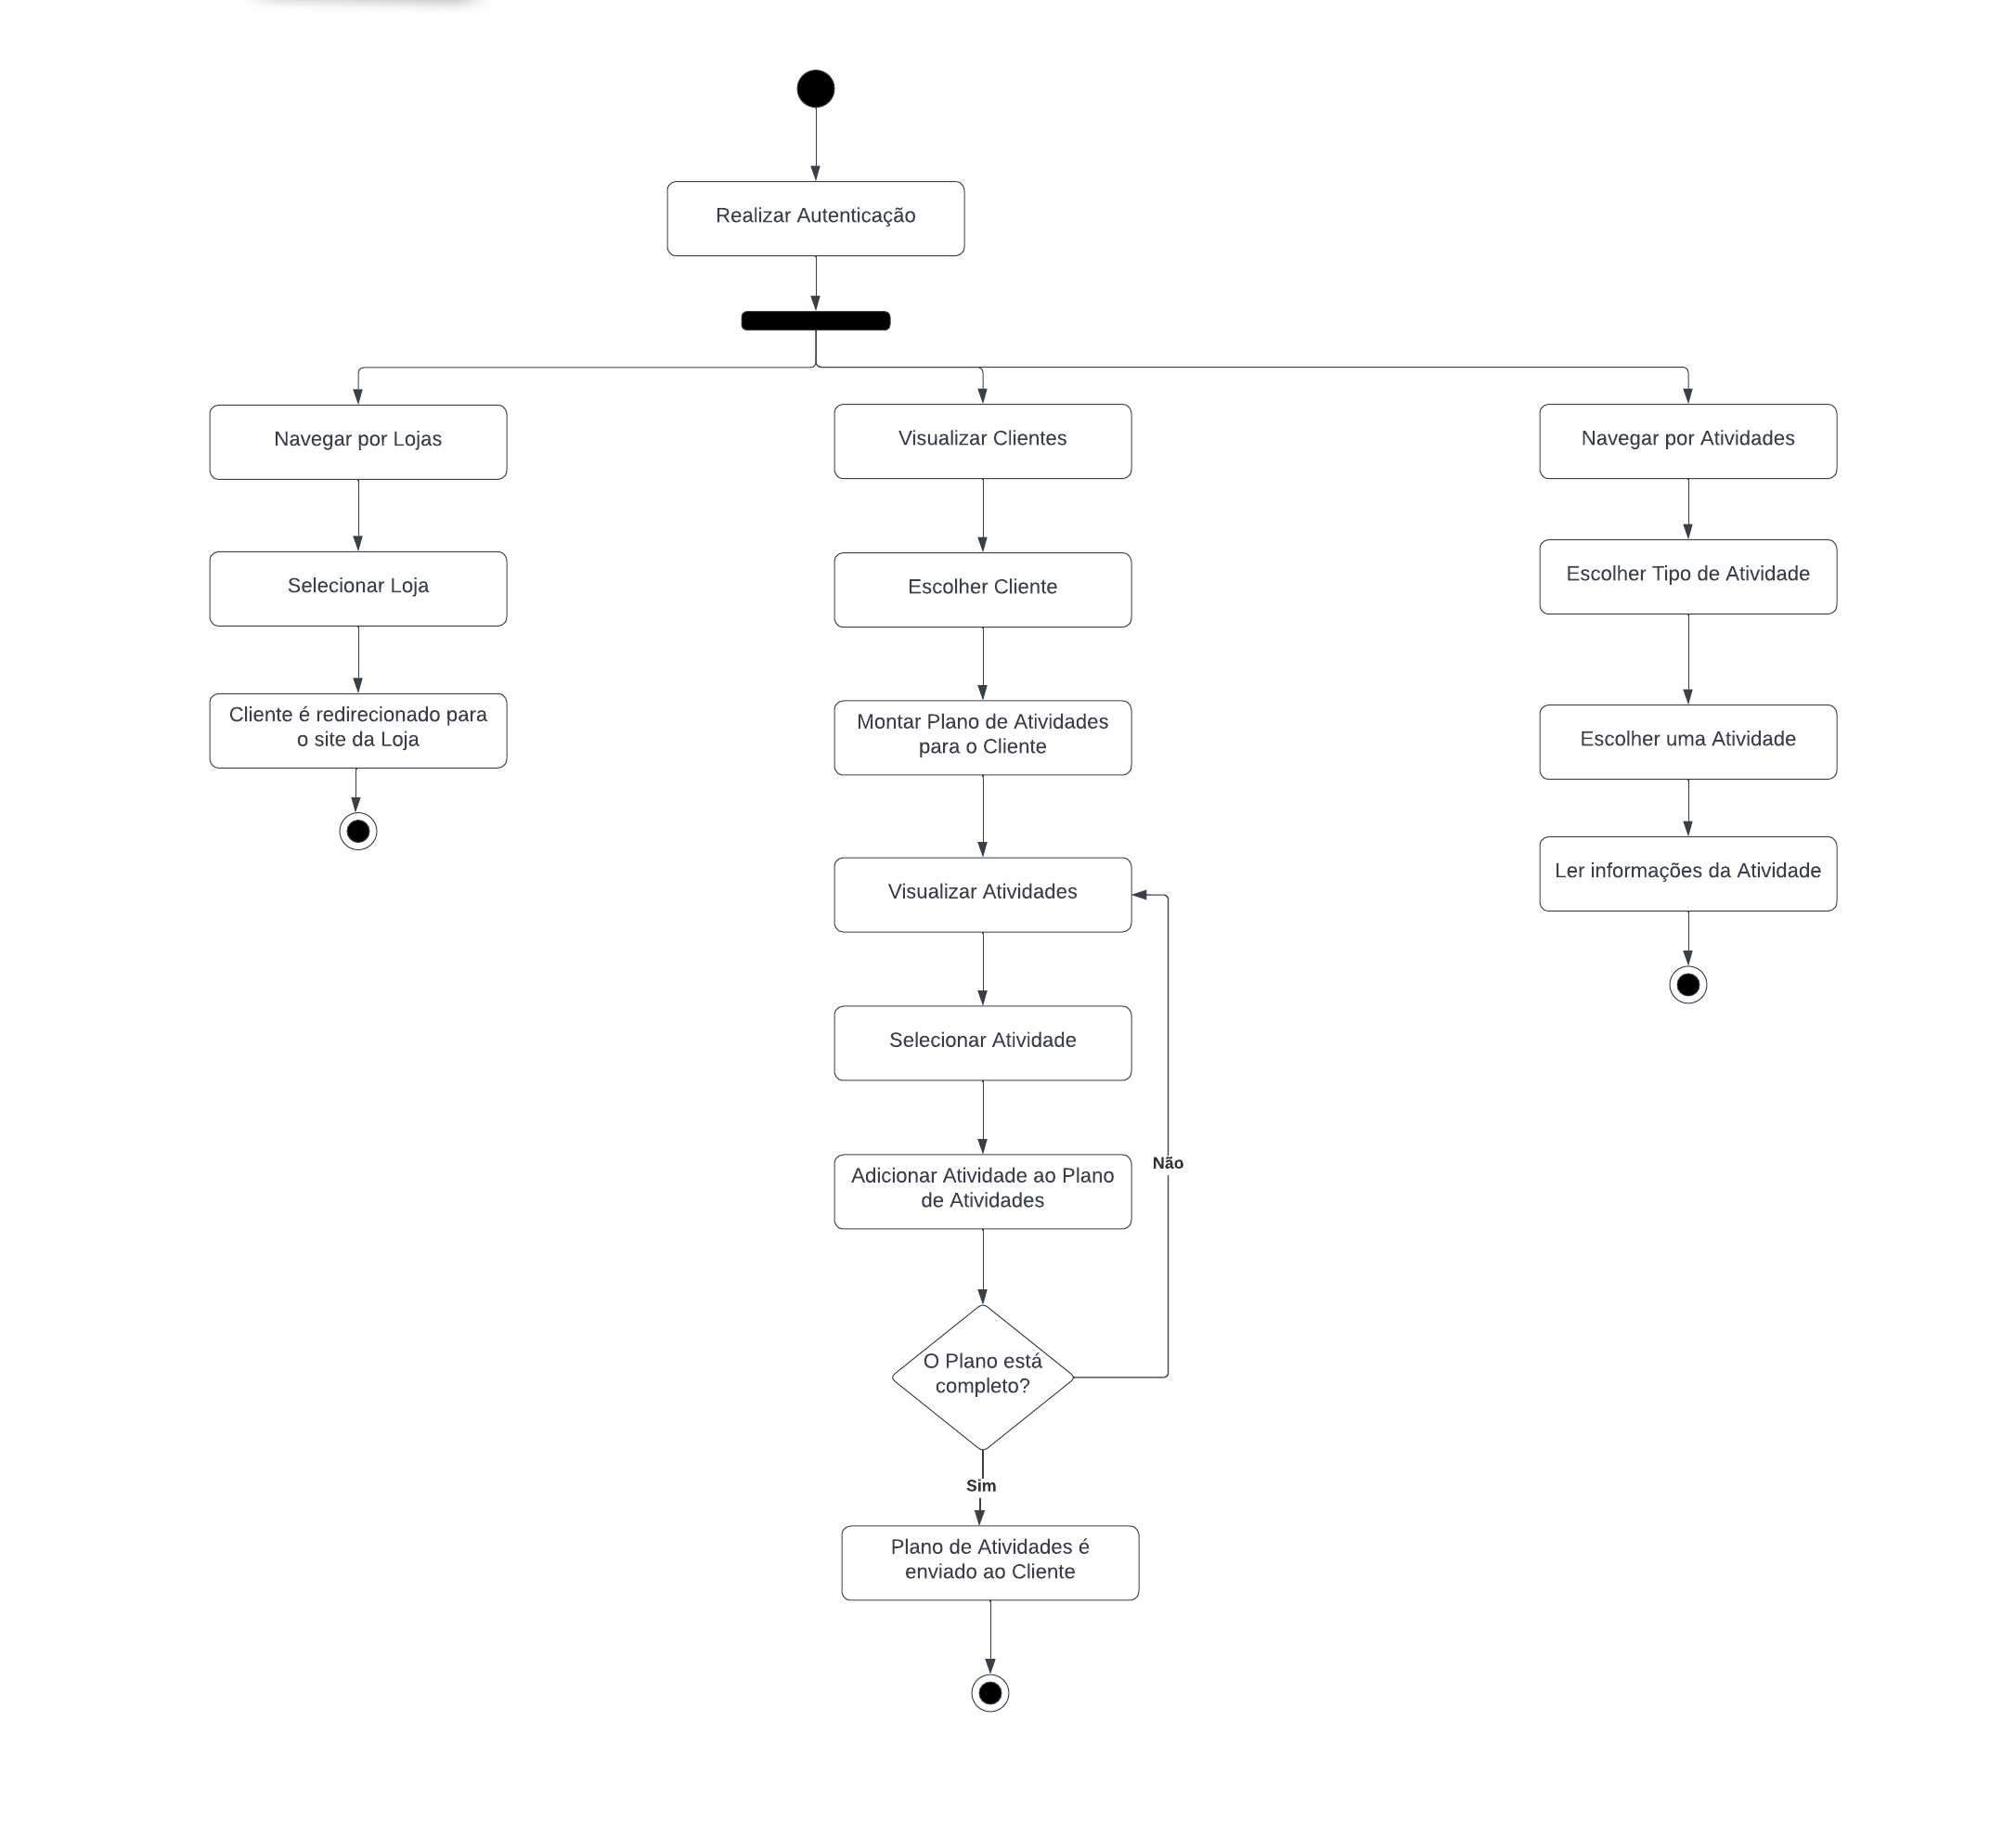 Realizar Autenticação
Navegar por Lojas
Selecionar Loja
Cliente é redirecionado para
o site da Loja
Visualizar Clientes
Escolher Cliente
Montar Plano de Atividades
para o Cliente
Visualizar Atividades
Selecionar Atividade
Adicionar Atividade ao Plano
de Atividades
Não
O Plano está
completo?
Sim
Plano de Atividades é
enviado ao Cliente
Navegar por Atividades
Escolher Tipo de Atividade
Escolher uma Atividade
Ler informações da Atividade